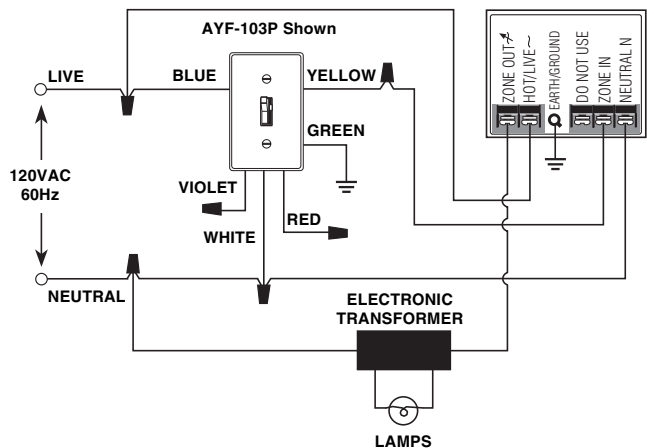 AYF-103P Shown
LIVE
BLUE
YELLOW
GREEN
120VAC
60Hz
VIOLET
WHITE
RED
NEUTRAL
ELECTRONIC
TRANSFORMER
LAMPS
ZONE OUT
HOT/LIVE ~
EARTH/GROUND
DO NOT USE
ZONE IN
NEUTRAL N